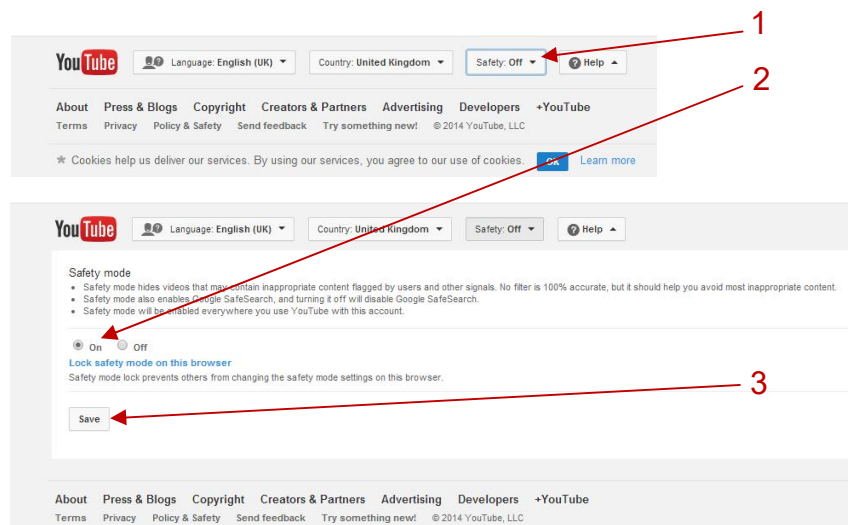 1
You Tube Language: English (UK) Country: United Kingdom Safety: Off Help
2
About Press & Blogs Copyright Creators & Partners Advertising Developers +YouTube
Terms Privacy Policy & Safety Send feedback Try something new! © 2014 YouTube, LLC
Cookies help us deliver our services. By using our services, you agree to our use of cookies. OK Learn more
You Tube Language: English (UK) Country: United Kingdom Safety: Off Help
Safety mode
• Safety mode hides videos that may contain inappropriate content flagged by users and other signals. No filter is 100% accurate, but it should help you avoid most inappropriate content.
• Safety mode also enables Google SafeSearch, and turning it off will disable Google SafeSearch.
• Safety mode will be enabled everywhere you use YouTube with this account.
On Off
Lock safety mode on this browser
Safety mode lock prevents others from changing the safety mode settings on this browser.
3
Save
About Press & Blogs Copyright Creators & Partners Advertising Developers +YouTube
Terms Privacy Policy & Safety Send feedback Try something new! © 2014 YouTube, LLC